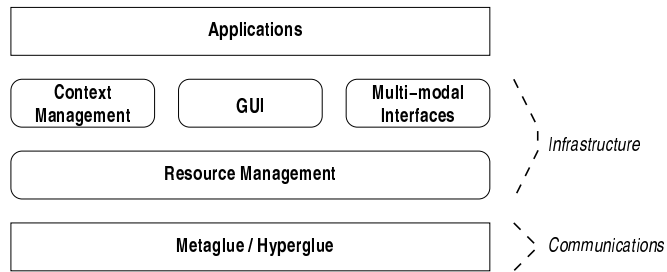 Applications
Context
Management
GUI
Multi-modal
Interfaces
Infrastructure
Resource Management
Metaglue / Hyperglue
Communications